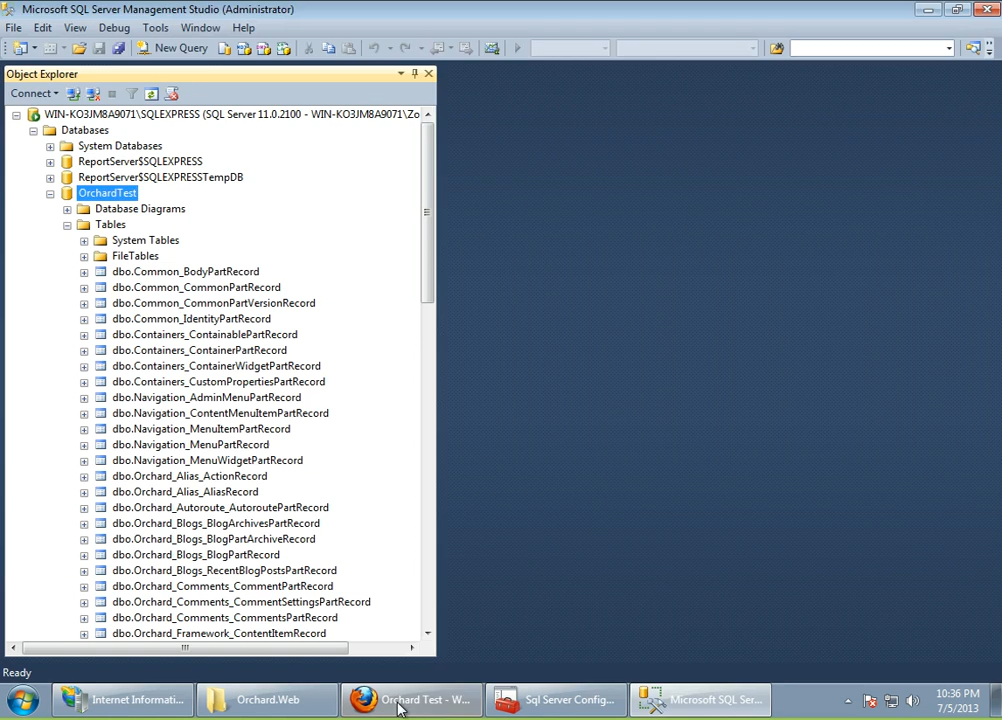 Microsoft SQL Server Management Studio (Administrator)
File Edit View Debug Tools Window Help
New Query
Object Explorer
Connect
WIN-KO3JM8A9071\SQLEXPRESS (SQL Server 11.0.2100 - WIN-KO3JM8A9071\Zo
Databases
System Databases
ReportServer$SQLEXPRESS
ReportServer$SQLEXPRESSTempDB
OrchardTest
Database Diagrams
Tables
System Tables
FileTables
dbo.Common_BodyPartRecord
dbo.Common_CommonPartRecord
dbo.Common_CommonPartVersionRecord
dbo.Common_IdentityPartRecord
dbo.Containers_ContainablePartRecord
dbo.Containers_ContainerPartRecord
dbo.Containers_ContainerWidgetPartRecord
dbo.Containers_CustomPropertiesPartRecord
dbo.Navigation_AdminMenuPartRecord
dbo.Navigation_ContentMenuItemPartRecord
dbo.Navigation_MenuItemPartRecord
dbo.Navigation_MenuPartRecord
dbo.Navigation_MenuWidgetPartRecord
dbo.Orchard_Alias_ActionRecord
dbo.Orchard_Alias_AliasRecord
dbo.Orchard_Autoroute_AutoroutePartRecord
dbo.Orchard_Blogs_BlogArchivesPartRecord
dbo.Orchard_Blogs_BlogPartArchiveRecord
dbo.Orchard_Blogs_BlogPartRecord
dbo.Orchard_Blogs_RecentBlogPostsPartRecord
dbo.Orchard_Comments_CommentPartRecord
dbo.Orchard_Comments_CommentSettingsPartRecord
dbo.Orchard_Comments_CommentsPartRecord
dbo.Orchard_Framework_ContentItemRecord
Ready
Internet Informati... Orchard.Web Orchard Test - W... Sql Server Config... Microsoft SQL Ser... 10:36 PM
7/5/2013